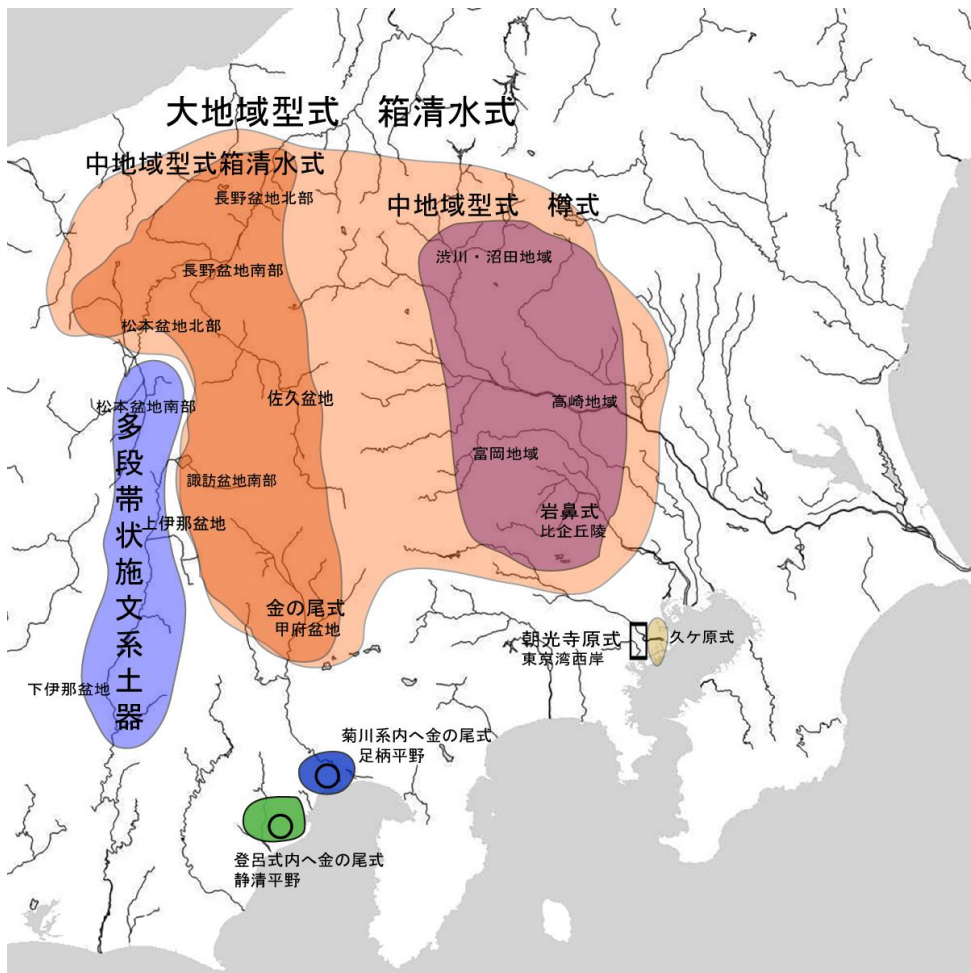 大地域型式　箱清水式
中地域型式箱清水式
長野盆地北部
中地域型式　樽式
渋川・沼田地域
長野盆地南部
松本盆地北部
佐久盆地
高崎地域
松本盆地南部
多段帯状施文系土器
富岡地域
諏訪盆地南部
上伊那盆地
岩鼻式
比企丘陵
金の尾式
甲府盆地
朝光寺原式
東京湾西岸
久ケ原式
下伊那盆地
菊川系内へ金の尾式
足柄平野
登呂式内へ金の尾式
静清平野